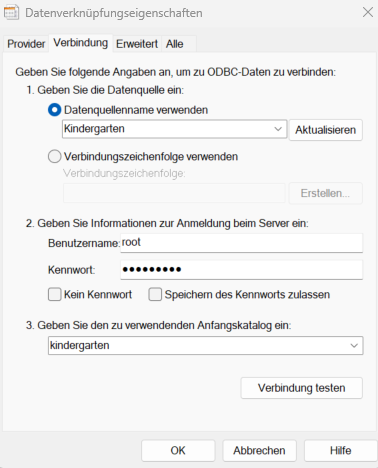 Datenverknüpfungseigenschaften
Provider Verbindung Erweitert Alle
Geben Sie folgende Angaben an, um zu ODBC-Daten zu verbinden:
1. Geben Sie die Datenquelle ein:
Datenquellenname verwenden
Kindergarten Aktualisieren
Verbindungszeichenfolge verwenden
Verbindungszeichenfolge:
Erstellen...
2. Geben Sie Informationen zur Anmeldung beim Server ein:
Benutzername: root
Kennwort: ●●●●●●●●●
Kein Kennwort Speichern des Kennworts zulassen
3. Geben Sie den zu verwendenden Anfangskatalog ein:
kindergarten
Verbindung testen
OK Abbrechen Hilfe